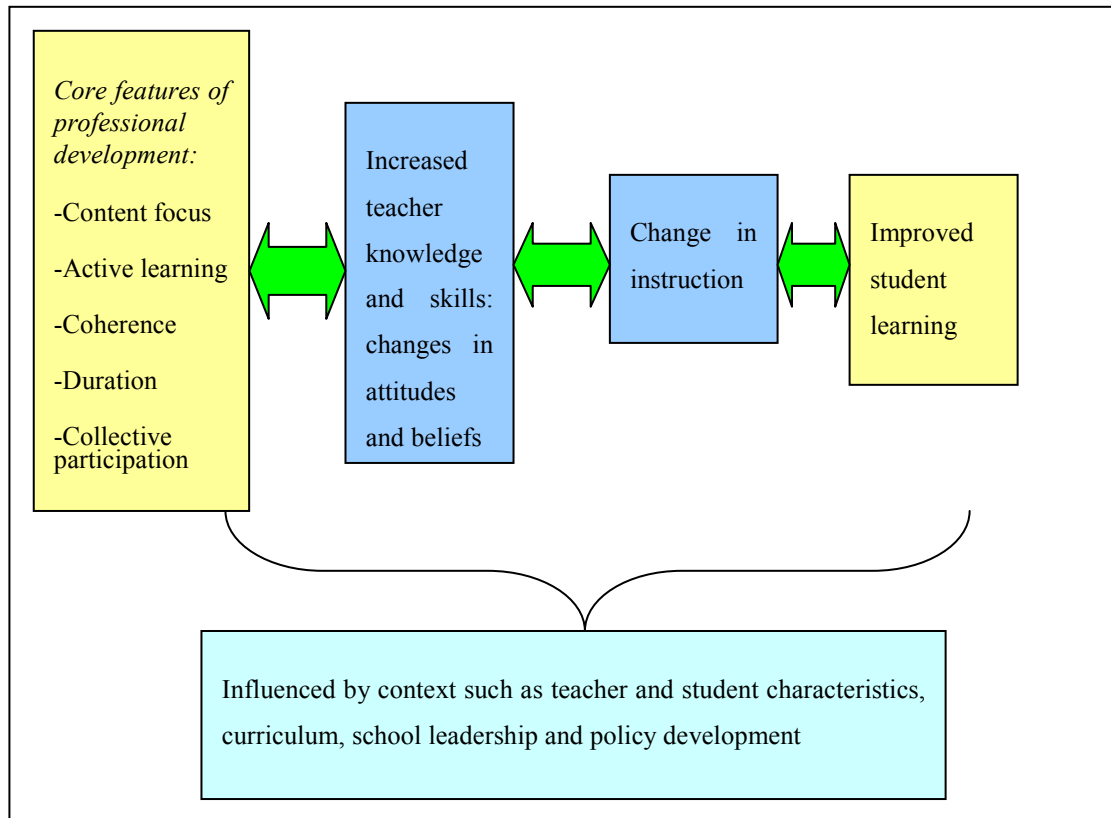 Core features of
professional
development:
-Content focus
-Active learning
-Coherence
-Duration
-Collective
participation
Increased
teacher
knowledge
and skills:
changes in
attitudes
and beliefs
Change in
instruction
Improved
student
learning
Influenced by context such as teacher and student characteristics,
curriculum, school leadership and policy development